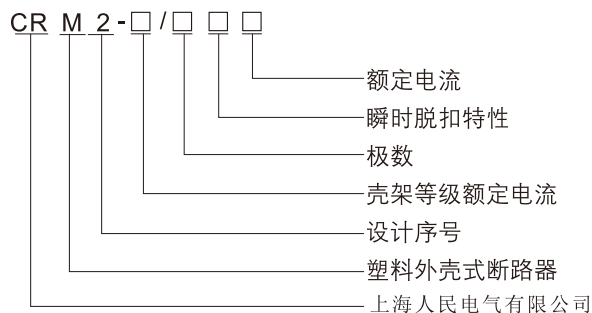 CR M 2-□/□ □ □
额定电流
瞬时脱扣特性
极数
壳架等级额定电流
设计序号
塑料外壳式断路器
上海人民电气有限公司